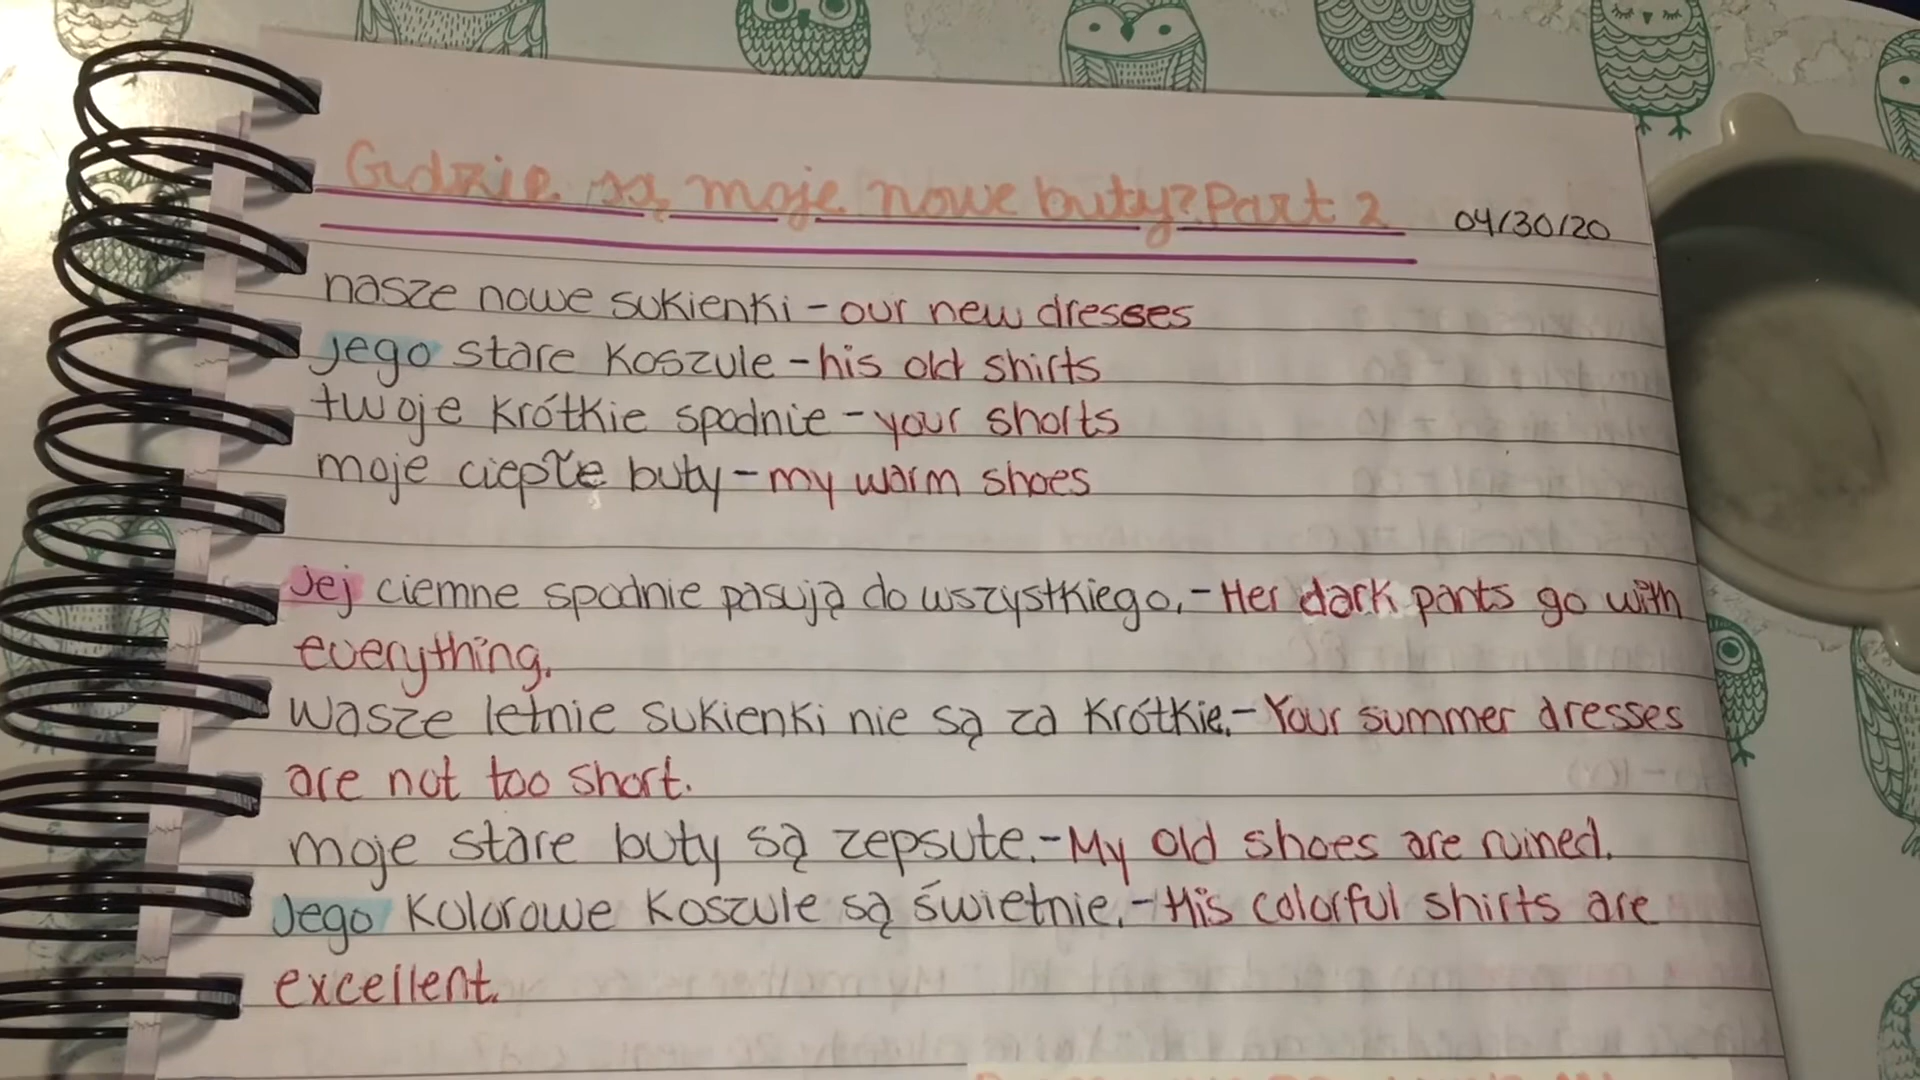 Gdzie są moje nowe buty? Part 2
04/30/20
nasze nowe sukienki - our new dresses
Jego stare koszule - his old shirts
twoje krótkie spodnie - your shorts
moje ciepłe buty - my warm shoes
Jej ciemne spodnie pasują do wszystkiego. - Her dark pants go with
everything.
Wasze letnie sukienki nie są za krótkie. - Your summer dresses
are not too short.
moje stare buty są zepsute. - My old shoes are ruined.
Jego kolorowe koszule są świetnie. - His colorful shirts are
excellent.